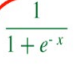 1
1 + e^{-x}